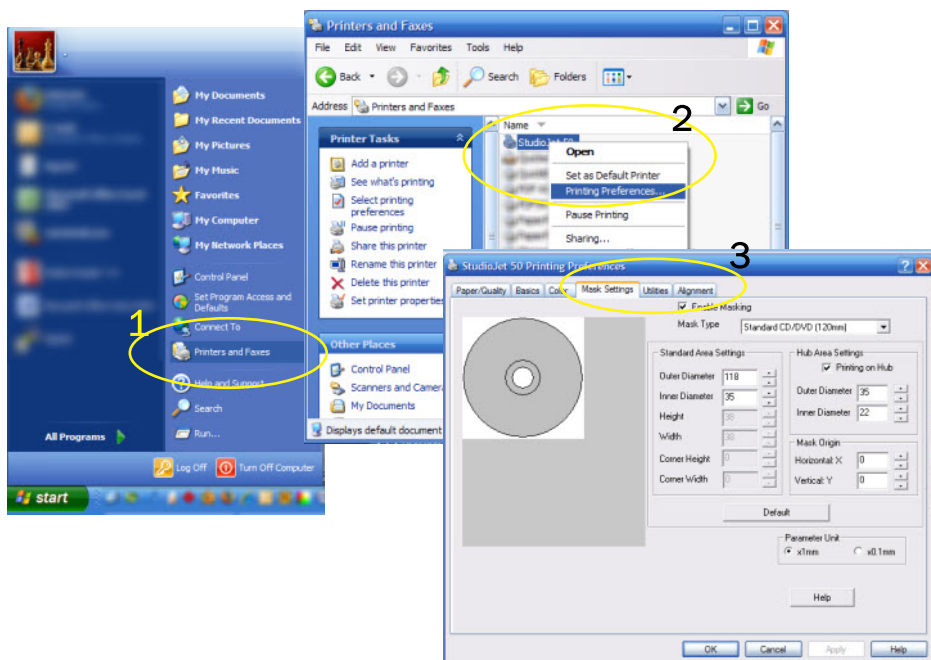 1
My Documents
My Recent Documents
My Pictures
My Music
Favorites
My Computer
My Network Places
Control Panel
Set Program Access and
Defaults
Connect To
Printers and Faxes
Help and Support
Search
Run...
All Programs
Log Off
Turn Off Computer
start
Printers and Faxes
File Edit View Favorites Tools Help
Back Search Folders
Address Printers and Faxes Go
Printer Tasks
Add a printer
See what's printing
Select printing
preferences
Pause printing
Share this printer
Rename this printer
Delete this printer
Set printer properties
Other Places
Control Panel
Scanners and Camera
My Documents
Displays default document
2
Name
StudioJet 50
Open
Set as Default Printer
Printing Preferences...
Pause Printing
Sharing...
3
StudioJet 50 Printing Preferences
Paper/Quality Basics Color Mask Settings Utilities Alignment
Enable Masking
Mask Type Standard CD/DVD (120mm)
Standard Area Settings
Outer Diameter 118
Inner Diameter 35
Height 38
Width 38
Corner Height 0
Corner Width 0
Hub Area Settings
Printing on Hub
Outer Diameter 35
Inner Diameter 22
Mask Origin
Horizontal: X 0
Vertical: Y 0
Default
Parameter Unit
x1mm x0.1mm
Help
OK Cancel Apply Help